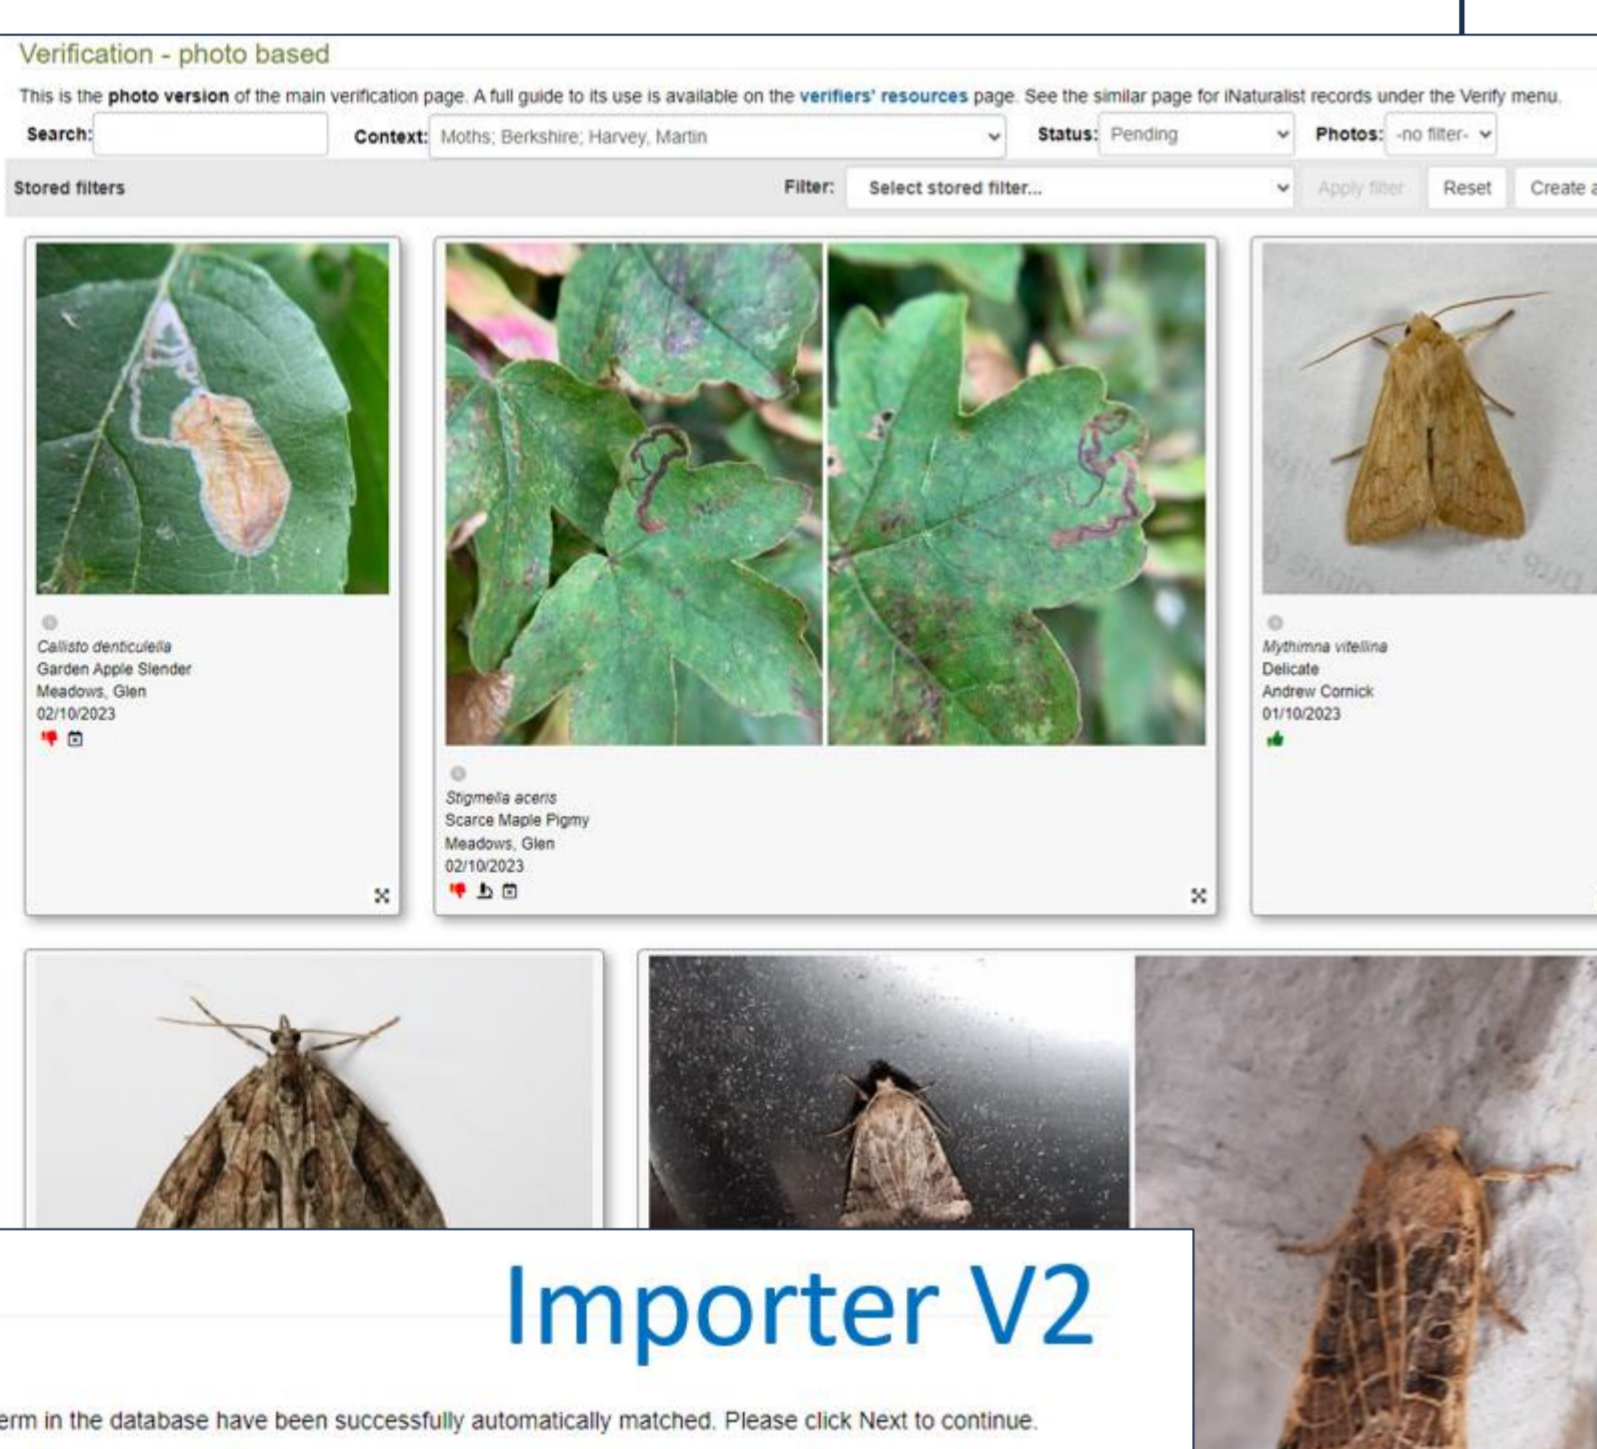 Verification - photo based
This is the photo version of the main verification page. A full guide to its use is available on the verifiers' resources page. See the similar page for iNaturalist records under the Verify menu.
Search: Context: Moths; Berkshire; Harvey, Martin Status: Pending Photos: -no filter-
Stored filters Filter: Select stored filter... Apply filter Reset Create a
Callisto denticulella
Garden Apple Slender
Meadows, Glen
02/10/2023
Stigmella aceris
Scarce Maple Pigmy
Meadows, Glen
02/10/2023
Mythimna vitellina
Delicate
Andrew Cornick
01/10/2023
Importer V2
erm in the database have been successfully automatically matched. Please click Next to continue.